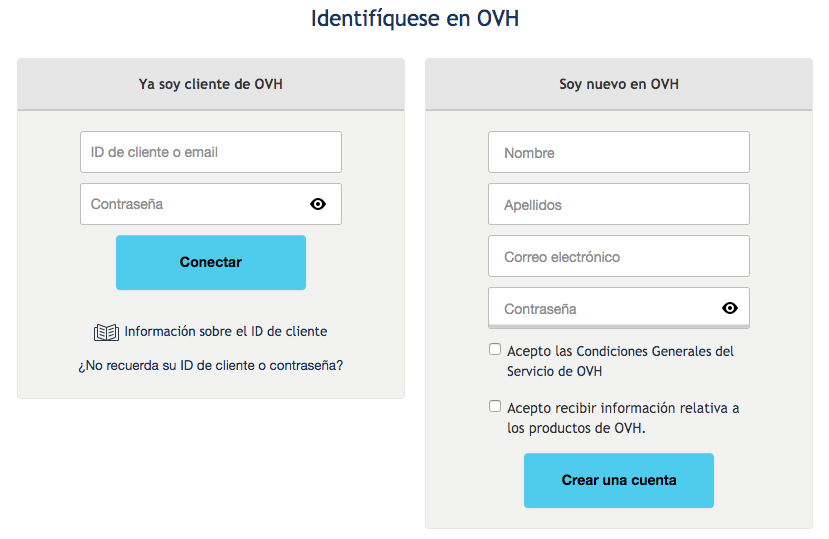 Identifíquese en OVH
Ya soy cliente de OVH
ID de cliente o email
Contraseña
Conectar
Información sobre el ID de cliente
¿No recuerda su ID de cliente o contraseña?
Soy nuevo en OVH
Nombre
Apellidos
Correo electrónico
Contraseña
Acepto las Condiciones Generales del
Servicio de OVH
Acepto recibir información relativa a
los productos de OVH.
Crear una cuenta